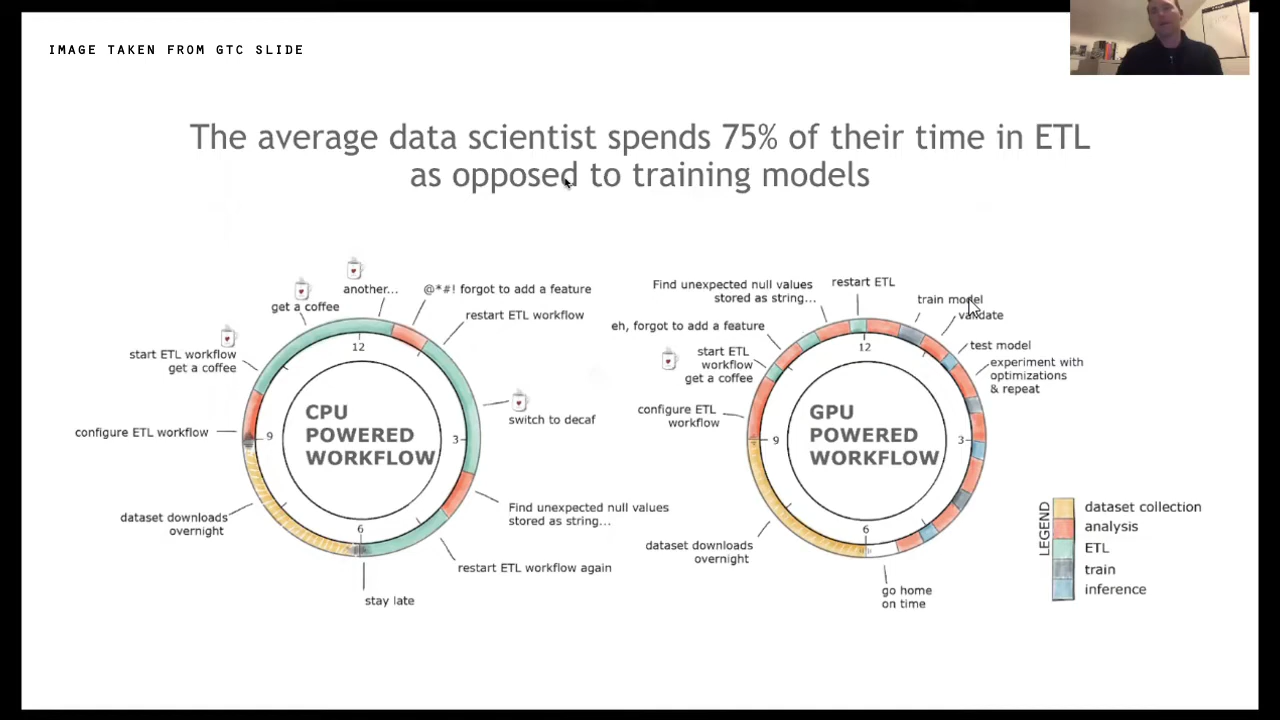 IMAGE TAKEN FROM GTC SLIDE
The average data scientist spends 75% of their time in ETL
as opposed to training models
another...
@*#! forgot to add a feature
get a coffee
restart ETL workflow
start ETL workflow
get a coffee
switch to decaf
configure ETL workflow
dataset downloads
overnight
Find unexpected null values
stored as string...
restart ETL workflow again
stay late
12
3
6
9
CPU
POWERED
WORKFLOW
Find unexpected null values
stored as string...
restart ETL
train model
validate
eh, forgot to add a feature
test model
start ETL
workflow
get a coffee
experiment with
optimizations
& repeat
configure ETL
workflow
dataset downloads
overnight
go home
on time
12
3
6
9
GPU
POWERED
WORKFLOW
LEGEND
dataset collection
analysis
ETL
train
inference